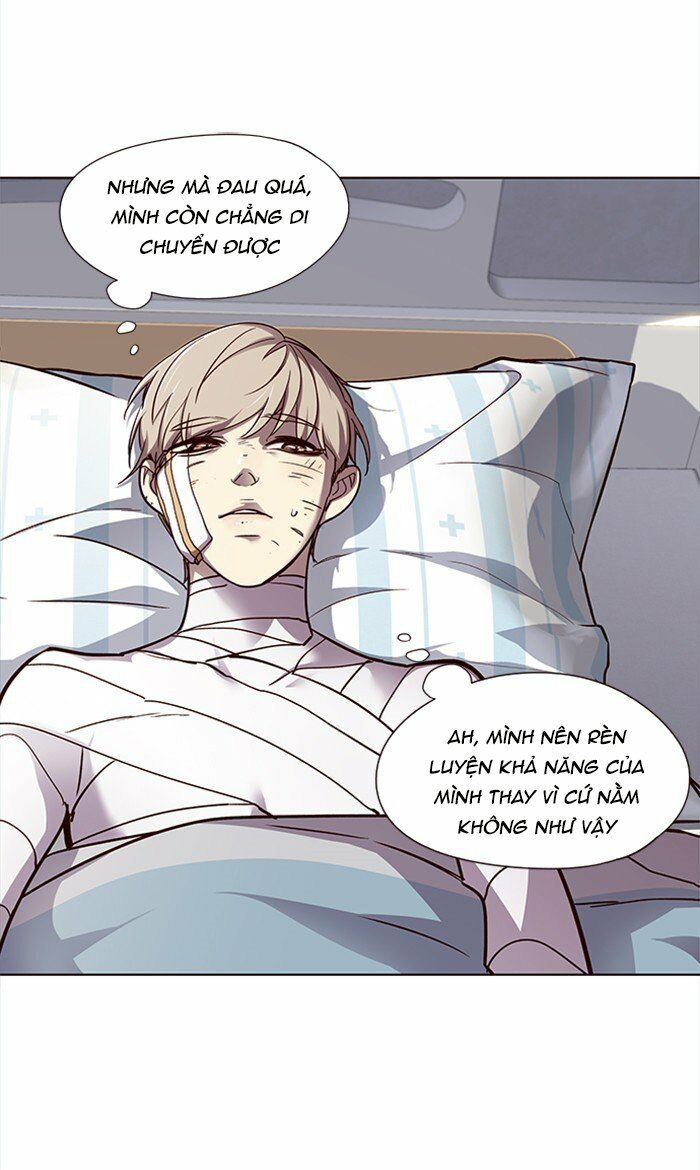 NHƯNG MÀ ĐAU QUÁ,
MÌNH CÒN CHẲNG DI
CHUYỂN ĐƯỢC
AH, MÌNH NÊN RÈN
LUYỆN KHẢ NĂNG CỦA
MÌNH THAY VÌ CỨ NẰM
KHÔNG NHƯ VẬY